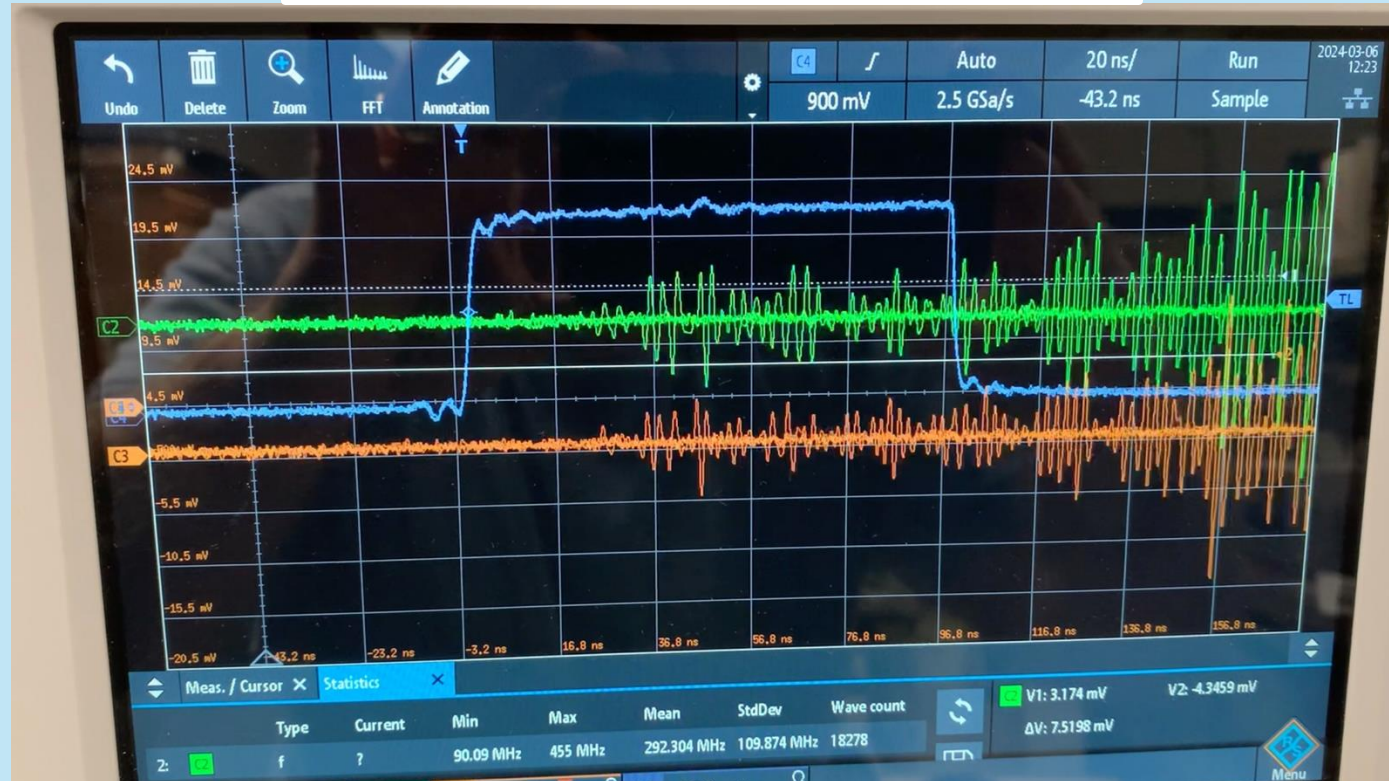 C4 Auto 20 ns/ Run 2024-03-06
12:23
Undo Delete Zoom FFT Annotation 900 mV 2.5 GSa/s -43.2 ns Sample
T
24.5 mV
19.5 mV
14.5 mV
TL
C2
9.5 mV
4.5 mV
C4
C3
-5.5 mV
-10.5 mV
-15.5 mV
-20.5 mV -23.2 ns -3.2 ns 16.8 ns 36.8 ns 56.8 ns 76.8 ns 96.8 ns 116.8 ns 136.8 ns 156.8 ns
Meas. / Cursor Statistics
C2 V1: 3.174 mV V2: -4.3459 mV
Type Current Min Max Mean StdDev Wave count
ΔV: 7.5198 mV
2: C2 f ? 90.09 MHz 455 MHz 292.304 MHz 109.874 MHz 18278
R&S
Menu